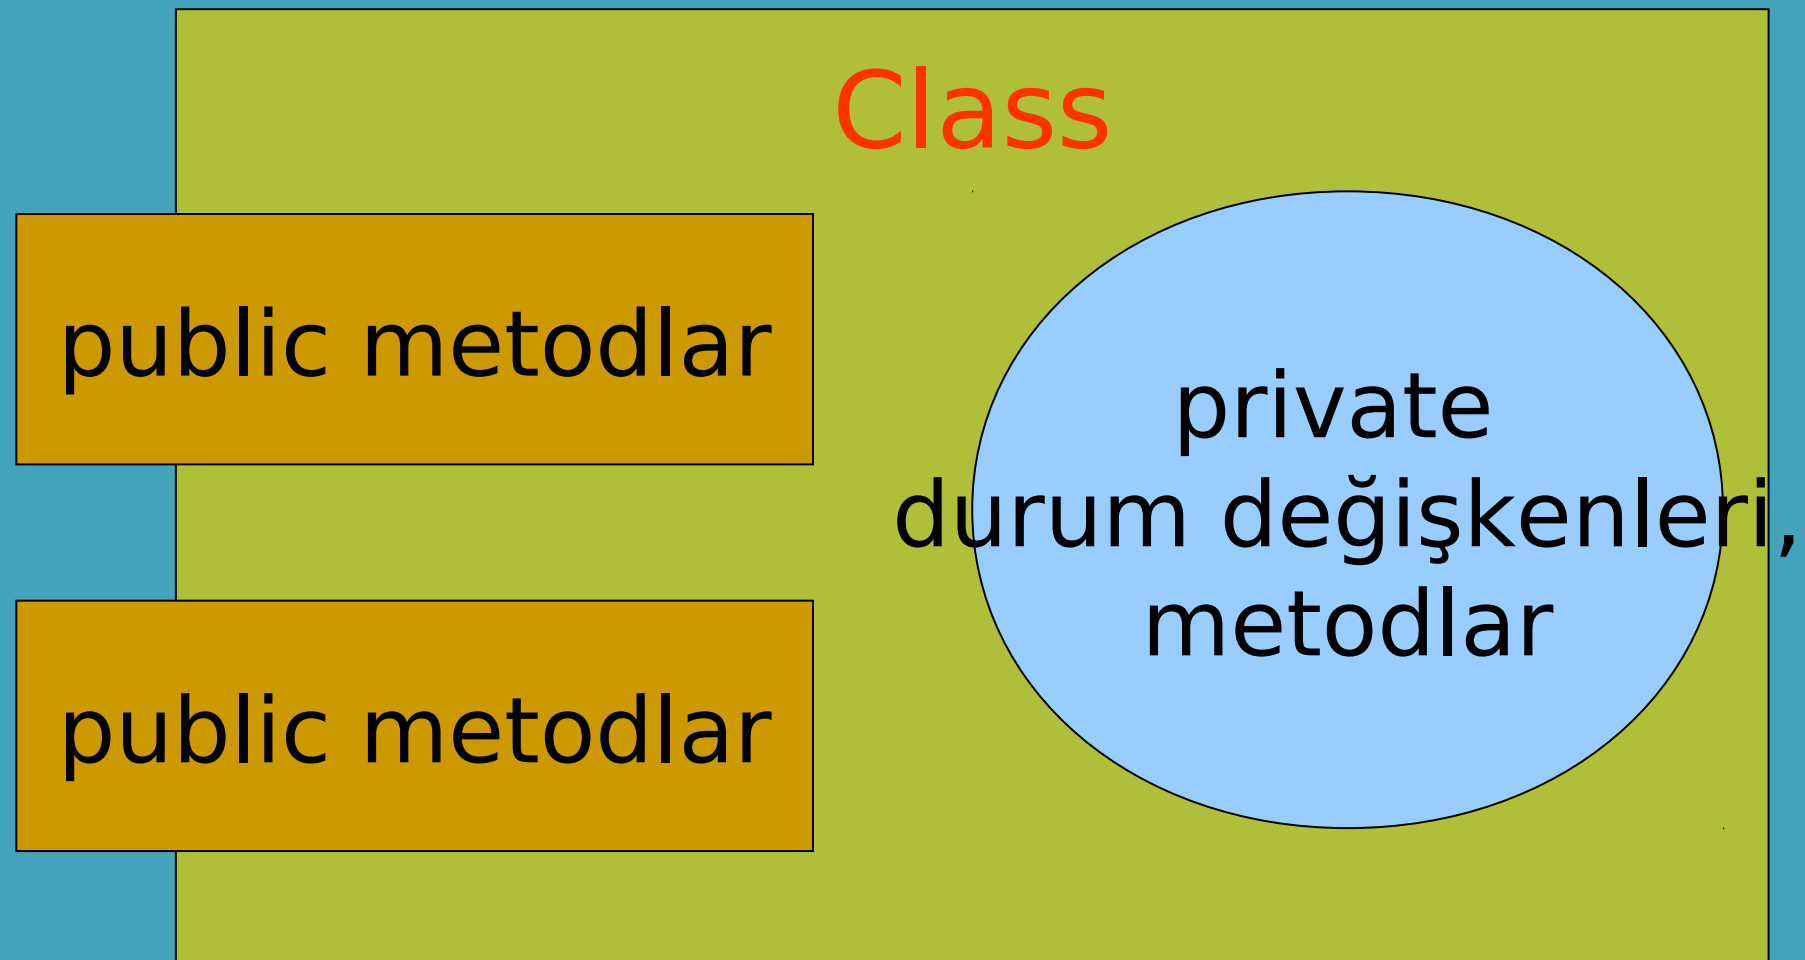 Class
public metodlar
private
durum değişkenleri,
metodlar
public metodlar